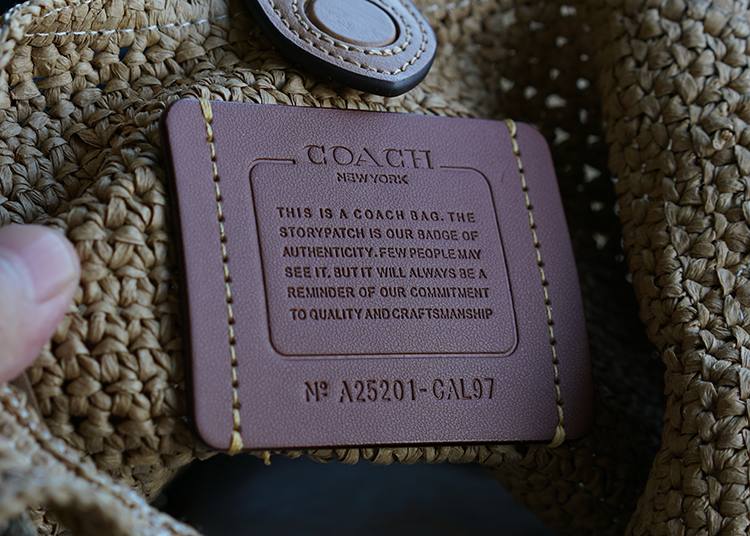 COACH
NEW YORK
THIS IS A COACH BAG. THE
STORYPATCH IS OUR BADGE OF
AUTHENTICITY. FEW PEOPLE MAY
SEE IT, BUT IT WILL ALWAYS BE A
REMINDER OF OUR COMMITMENT
TO QUALITY AND CRAFTSMANSHIP
Nº A25201-CAL97